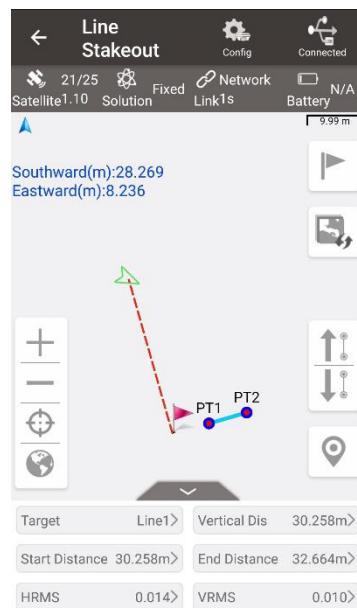 Line
Stakeout
Config
Connected
21/25
Fixed
Network
N/A
Satellite1.10
Solution
Link1s
Battery
9.99 m
Southward(m):28.269
Eastward(m):8.236
PT1
PT2
Target
Line1
Vertical Dis
30.258m
Start Distance
30.258m
End Distance
32.664m
HRMS
0.014
VRMS
0.010